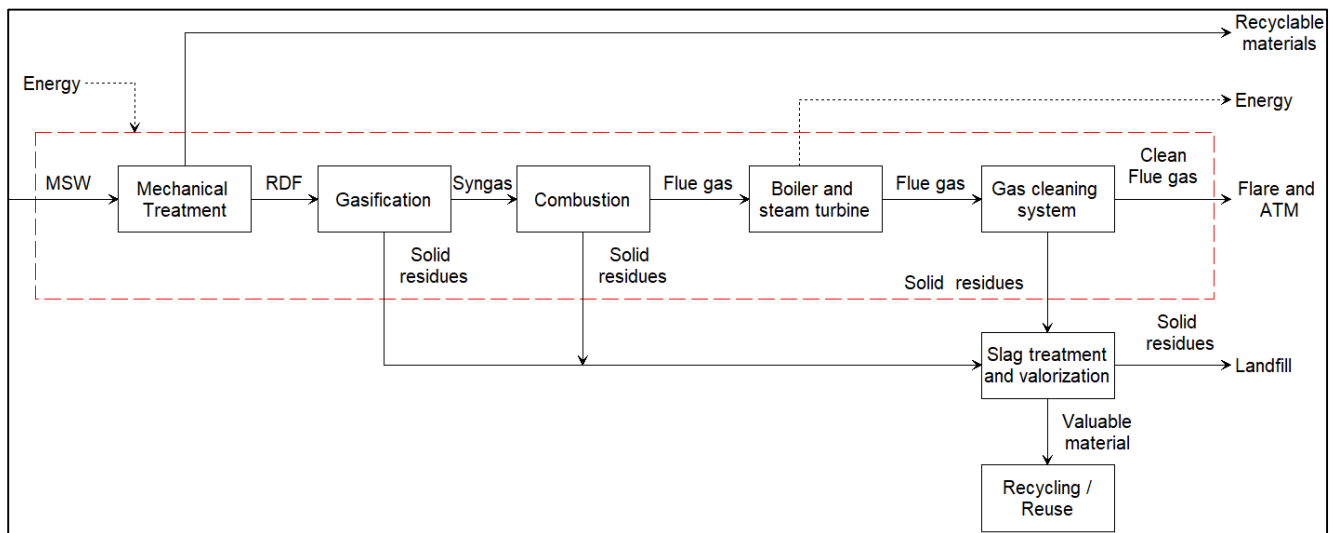 Recyclable
materials
Energy
Energy
MSW
Mechanical
Treatment
RDF
Gasification
Syngas
Combustion
Flue gas
Boiler and
steam turbine
Flue gas
Gas cleaning
system
Clean
Flue gas
Flare and
ATM
Solid
residues
Solid
residues
Solid residues
Slag treatment
and valorization
Solid
residues
Landfill
Valuable
material
Recycling /
Reuse